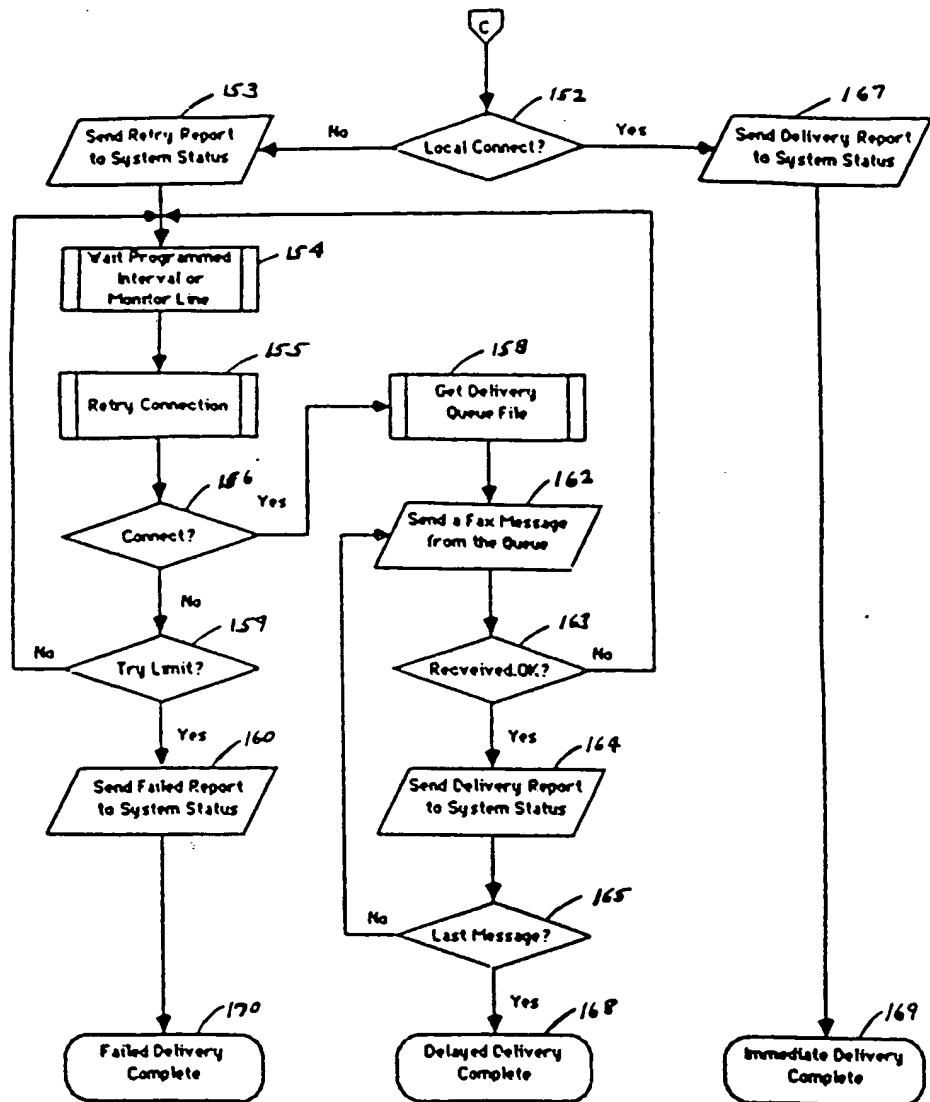 C
153
152
167
Send Retry Report
to System Status
No
Local Connect?
Yes
Send Delivery Report
to System Status
Wait Programmed
Interval or
Monitor Line
154
155
158
Retry Connection
Get Delivery
Queue File
156
Yes
162
Connect?
Send a Fax Message
from the Queue
No
159
163
No
Try Limit?
Recveived.OK?
No
Yes
160
Yes
164
Send Failed Report
to System Status
Send Delivery Report
to System Status
No
165
Last Message?
Yes
170
168
169
Failed Delivery
Complete
Delayed Delivery
Complete
Immediate Delivery
Complete